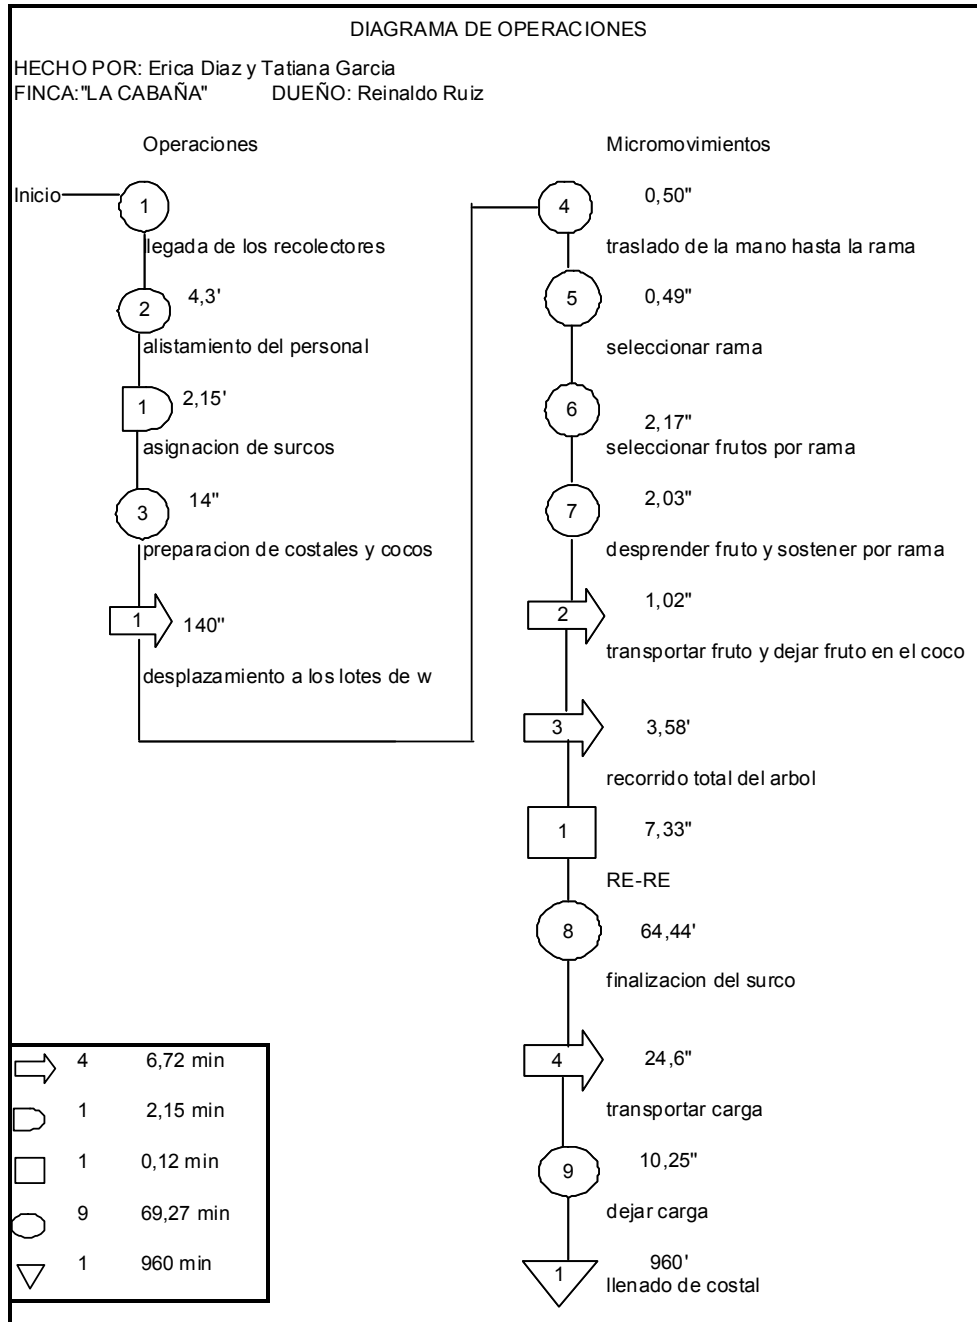 DIAGRAMA DE OPERACIONES
HECHO POR: Erica Diaz y Tatiana Garcia
FINCA:"LA CABAÑA" DUEÑO: Reinaldo Ruiz
Operaciones
Inicio
1
llegada de los recolectores
2
4,3'
alistamiento del personal
1
2,15'
asignacion de surcos
3
14"
preparacion de costales y cocos
1
140"
desplazamiento a los lotes de w
Micromovimientos
4
0,50"
traslado de la mano hasta la rama
5
0,49"
seleccionar rama
6
2,17"
seleccionar frutos por rama
7
2,03"
desprender fruto y sostener por rama
2
1,02"
transportar fruto y dejar fruto en el coco
3
3,58'
recorrido total del arbol
1
7,33"
RE-RE
8
64,44'
finalizacion del surco
4
24,6"
transportar carga
9
10,25"
dejar carga
1
960'
llenado de costal
4 6,72 min
1 2,15 min
1 0,12 min
9 69,27 min
1 960 min